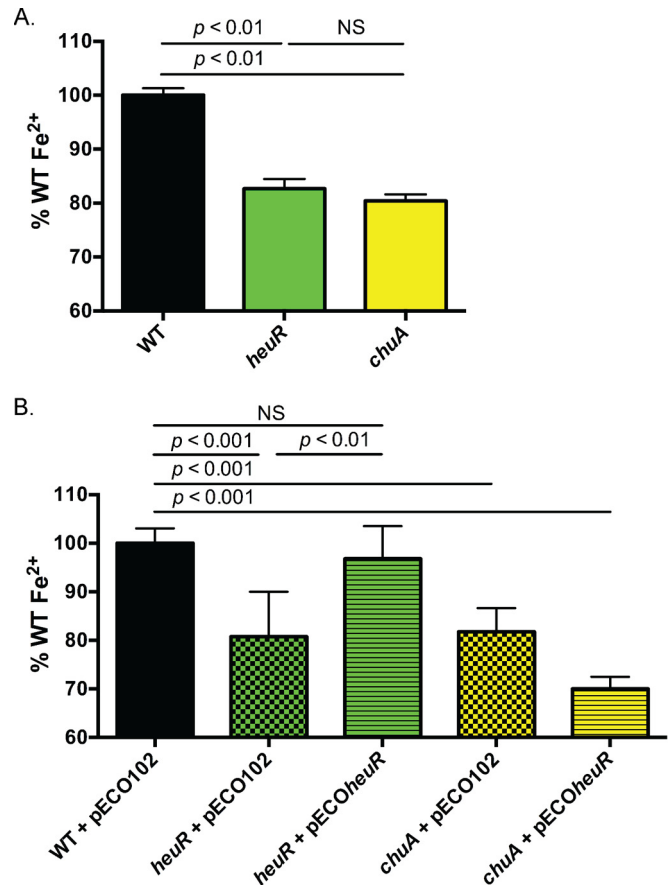 A.
p < 0.01 NS
p < 0.01
% WT Fe2+
110
100
90
80
70
60
WT heuR chuA
B.
NS
p < 0.001 p < 0.01
p < 0.001
p < 0.001
% WT Fe2+
110
100
90
80
70
60
WT + pECO102
heuR + pECO102
heuR + pECOheuR
chuA + pECO102
chuA + pECOheuR